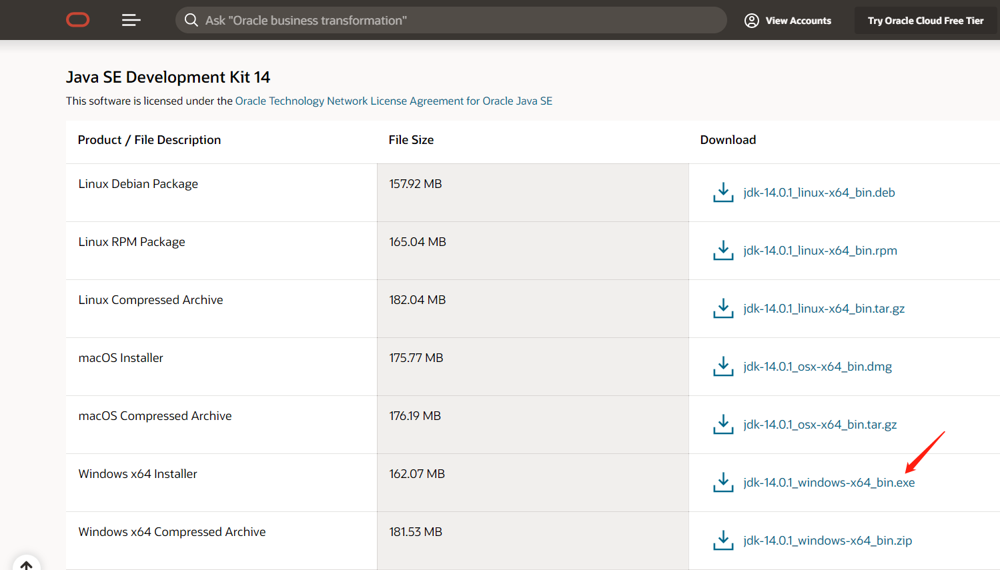 Ask "Oracle business transformation"
View Accounts
Try Oracle Cloud Free Tier
Java SE Development Kit 14
This software is licensed under the Oracle Technology Network License Agreement for Oracle Java SE
Product / File Description File Size Download
Linux Debian Package 157.92 MB jdk-14.0.1_linux-x64_bin.deb
Linux RPM Package 165.04 MB jdk-14.0.1_linux-x64_bin.rpm
Linux Compressed Archive 182.04 MB jdk-14.0.1_linux-x64_bin.tar.gz
macOS Installer 175.77 MB jdk-14.0.1_osx-x64_bin.dmg
macOS Compressed Archive 176.19 MB jdk-14.0.1_osx-x64_bin.tar.gz
Windows x64 Installer 162.07 MB jdk-14.0.1_windows-x64_bin.exe
Windows x64 Compressed Archive 181.53 MB jdk-14.0.1_windows-x64_bin.zip